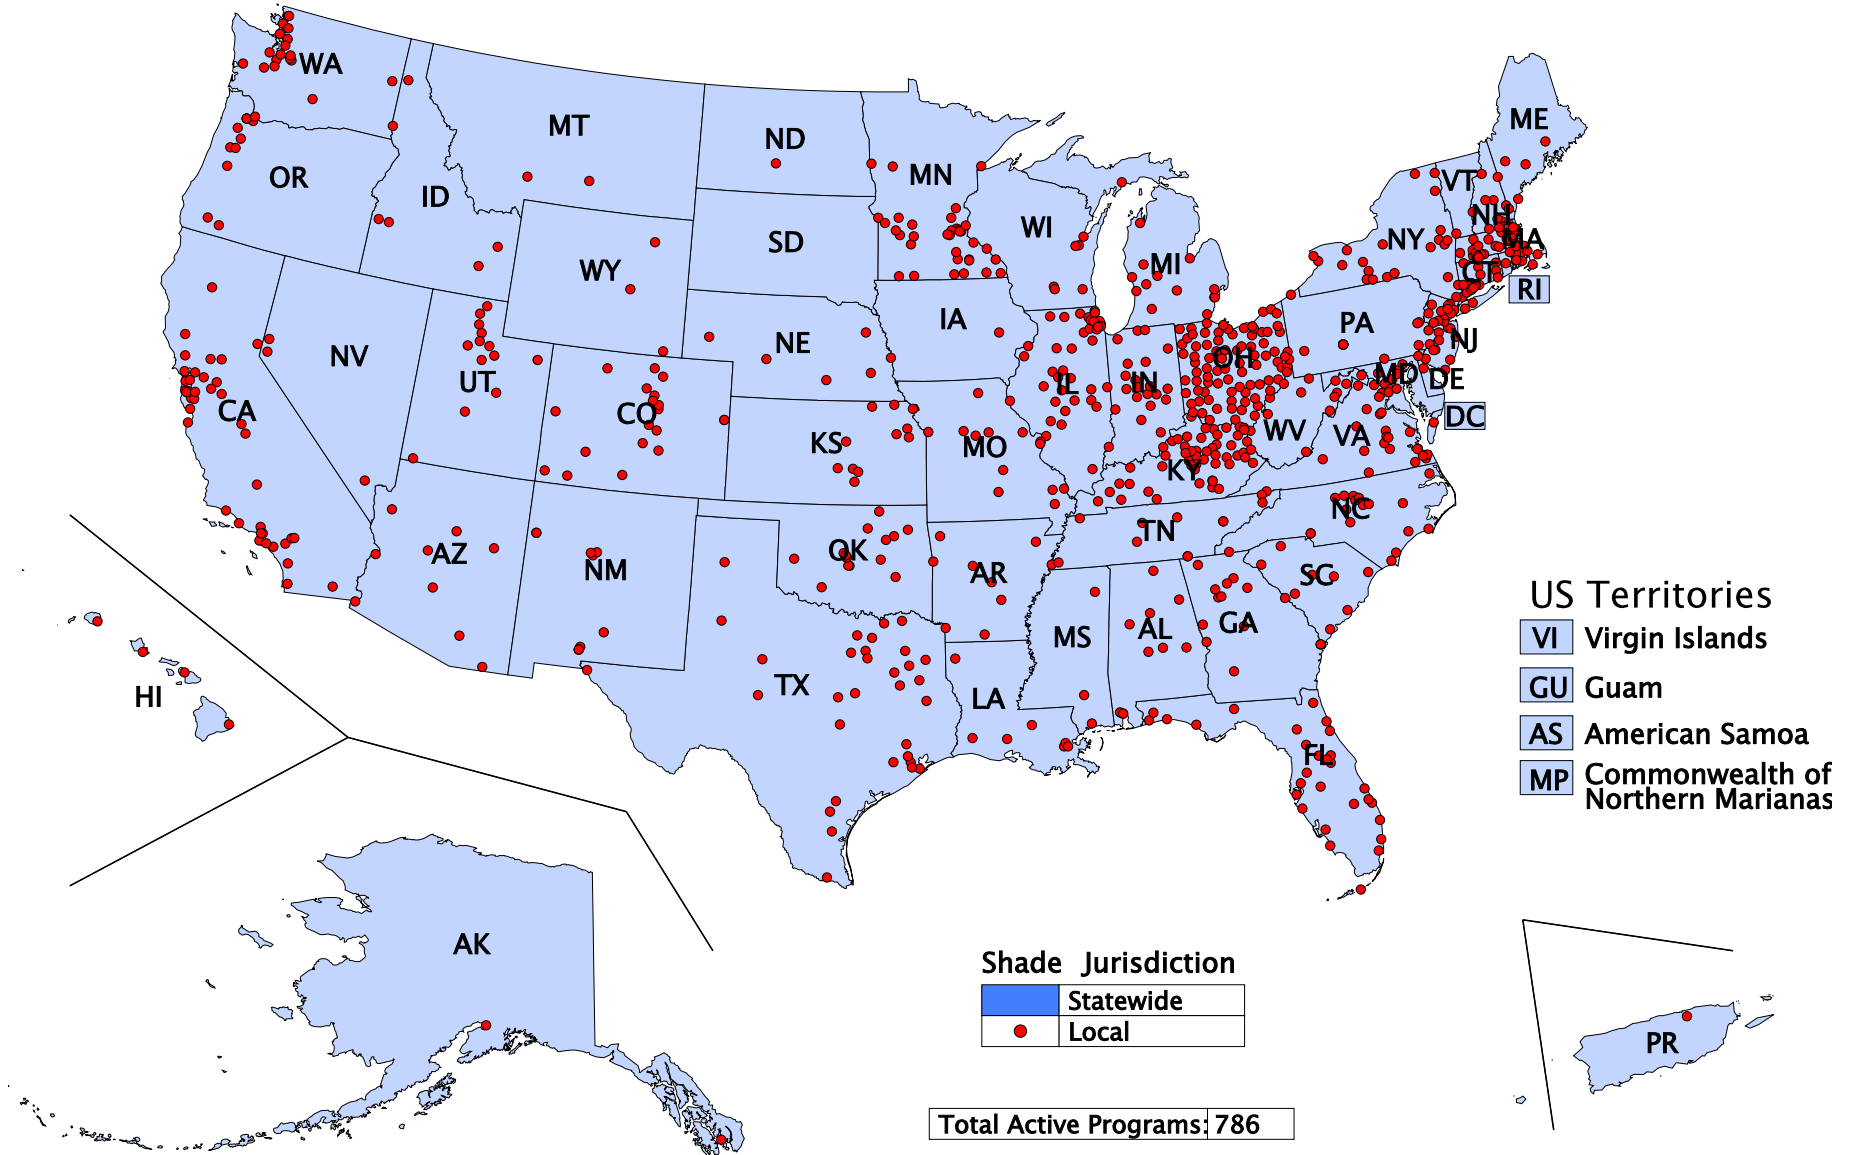 WA
MT
ND
MN
ME
OR
ID
SD
WI
MI
VT
NH
NY
MA
CT
RI
WY
IA
PA
NJ
NE
NV
UT
CA
CO
IL
IN
OH
MD
DE
DC
WV
VA
KS
MO
KY
AZ
NM
OK
AR
TN
NC
SC
MS
AL
GA
TX
LA
FL
HI
AK
PR
US Territories
VI Virgin Islands
GU Guam
AS American Samoa
MP Commonwealth of
Northern Marianas
Shade Jurisdiction
Statewide
Local
Total Active Programs: 786